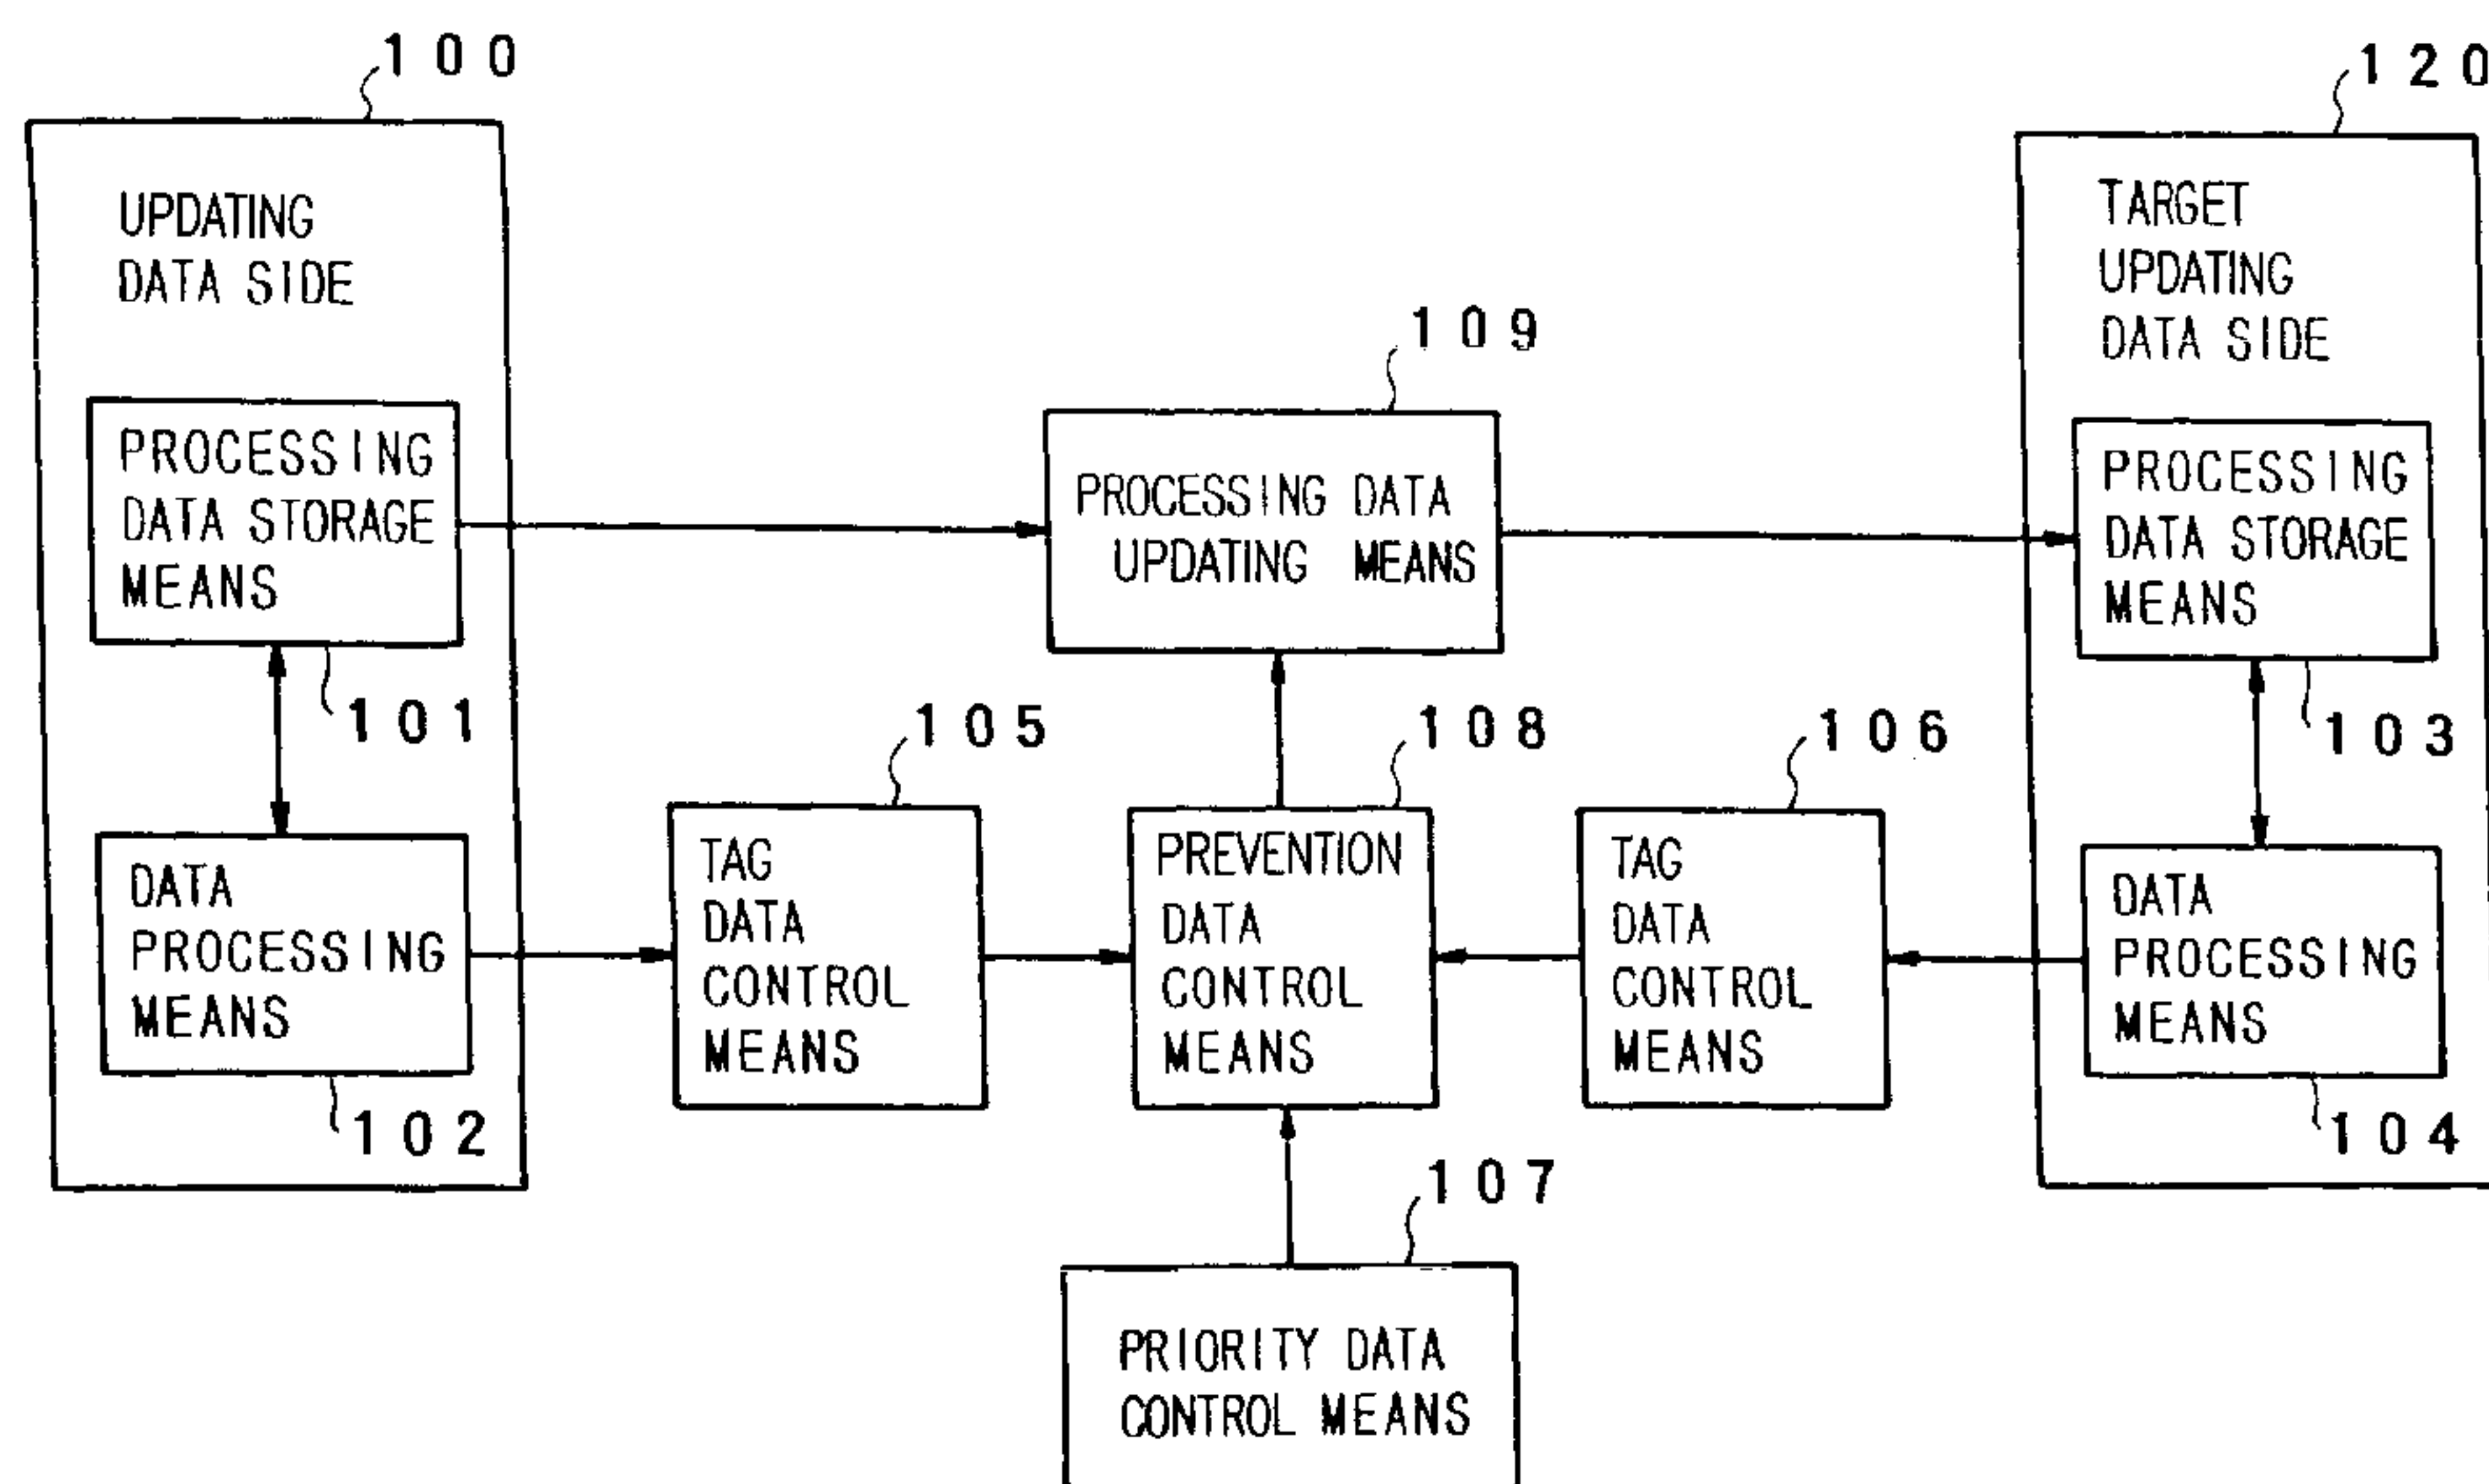 100
120
UPDATING
DATA SIDE
TARGET
UPDATING
DATA SIDE
109
PROCESSING
DATA STORAGE
MEANS
PROCESSING DATA
UPDATING MEANS
PROCESSING
DATA STORAGE
MEANS
101
105
108
106
103
DATA
PROCESSING
MEANS
TAG
DATA
CONTROL
MEANS
PREVENTION
DATA
CONTROL
MEANS
TAG
DATA
CONTROL
MEANS
DATA
PROCESSING
MEANS
102
104
107
PRIORITY DATA
CONTROL MEANS